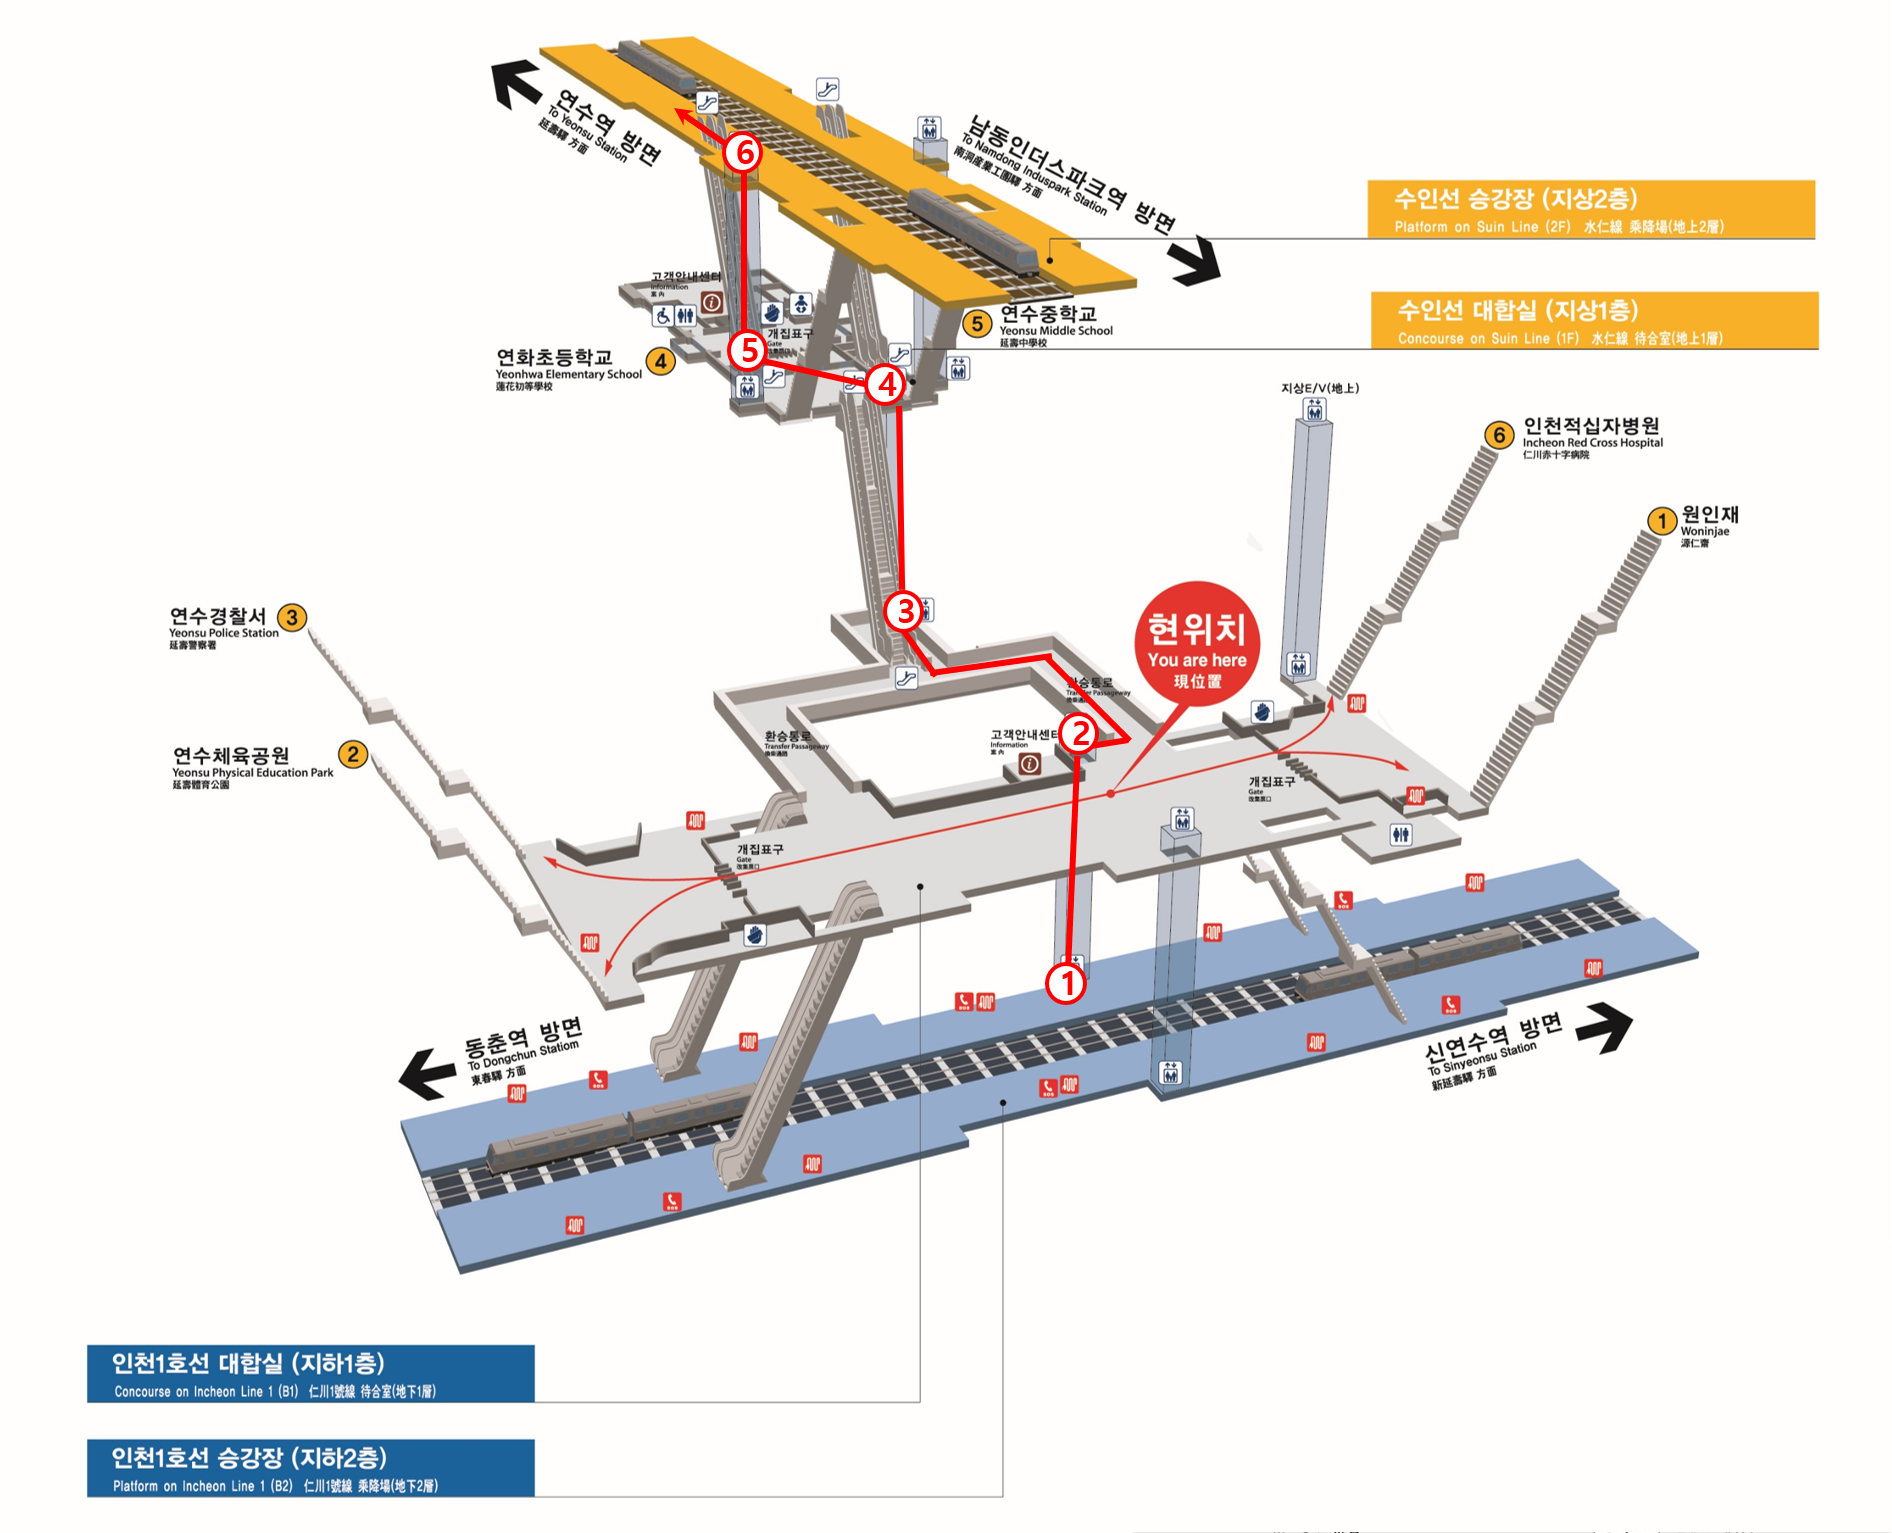 연수역 방면
To Yeonsu Station
延壽驛 方面
남동인더스파크역 방면
To Namdong Induspark Station
南洞産業工團驛 方面
수인선 승강장 (지상2층)
Platform on Suin Line (2F) 水仁線 乘降場(地上2層)
수인선 대합실 (지상1층)
Concourse on Suin Line (1F) 水仁線 待合室(地上1層)
6
고객안내센터
Information
案內
개집표구
Gate
5
연수중학교
Yeonsu Middle School
延壽中學校
5
연화초등학교
Yeonhwa Elementary School
蓮花初等學校
4
4
지상E/V(地上)
6
인천적십자병원
Incheon Red Cross Hospital
仁川赤十字病院
1
원인재
Woninjae
源仁齋
연수경찰서
Yeonsu Police Station
延壽警察署
3
3
현위치
You are here
現位置
환승통로
Transfer Passageway
연수체육공원
Yeonsu Physical Education Park
延壽體育公園
2
환승통로
Transfer Passageway
換乘通路
고객안내센터
Information
案內
2
개집표구
Gate
改集票口
개집표구
Gate
改集票口
1
동춘역 방면
To Dongchun Statiom
東春驛 方面
신연수역 방면
To Sinyeonsu Station
新延壽驛 方面
인천1호선 대합실 (지하1층)
Concourse on Incheon Line 1 (B1) 仁川1號線 待合室(地下1層)
인천1호선 승강장 (지하2층)
Platform on Incheon Line 1 (B2) 仁川1號線 乘降場(地下2層)